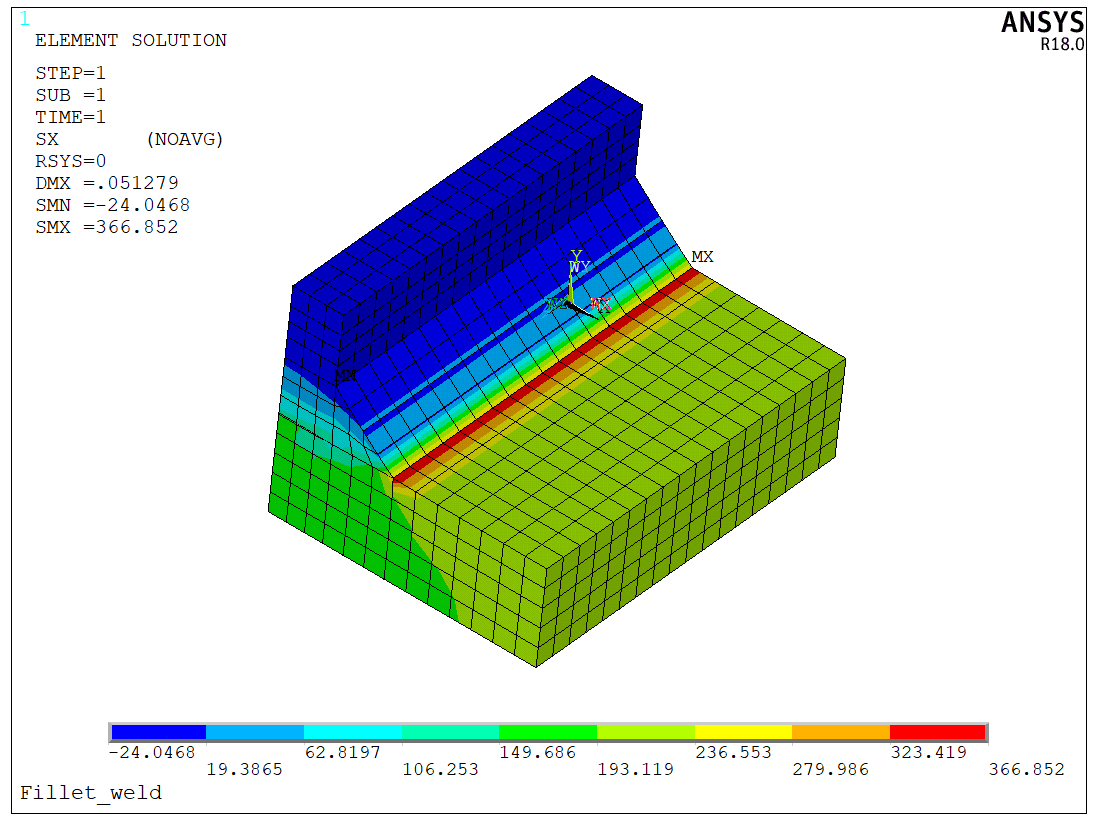 1
ANSYS
R18.0
ELEMENT SOLUTION
STEP=1
SUB =1
TIME=1
SX (NOAVG)
RSYS=0
DMX =.051279
SMN =-24.0468
SMX =366.852
MX
Y
WY
MN
-24.0468 62.8197 149.686 236.553 323.419
19.3865 106.253 193.119 279.986 366.852
Fillet_weld